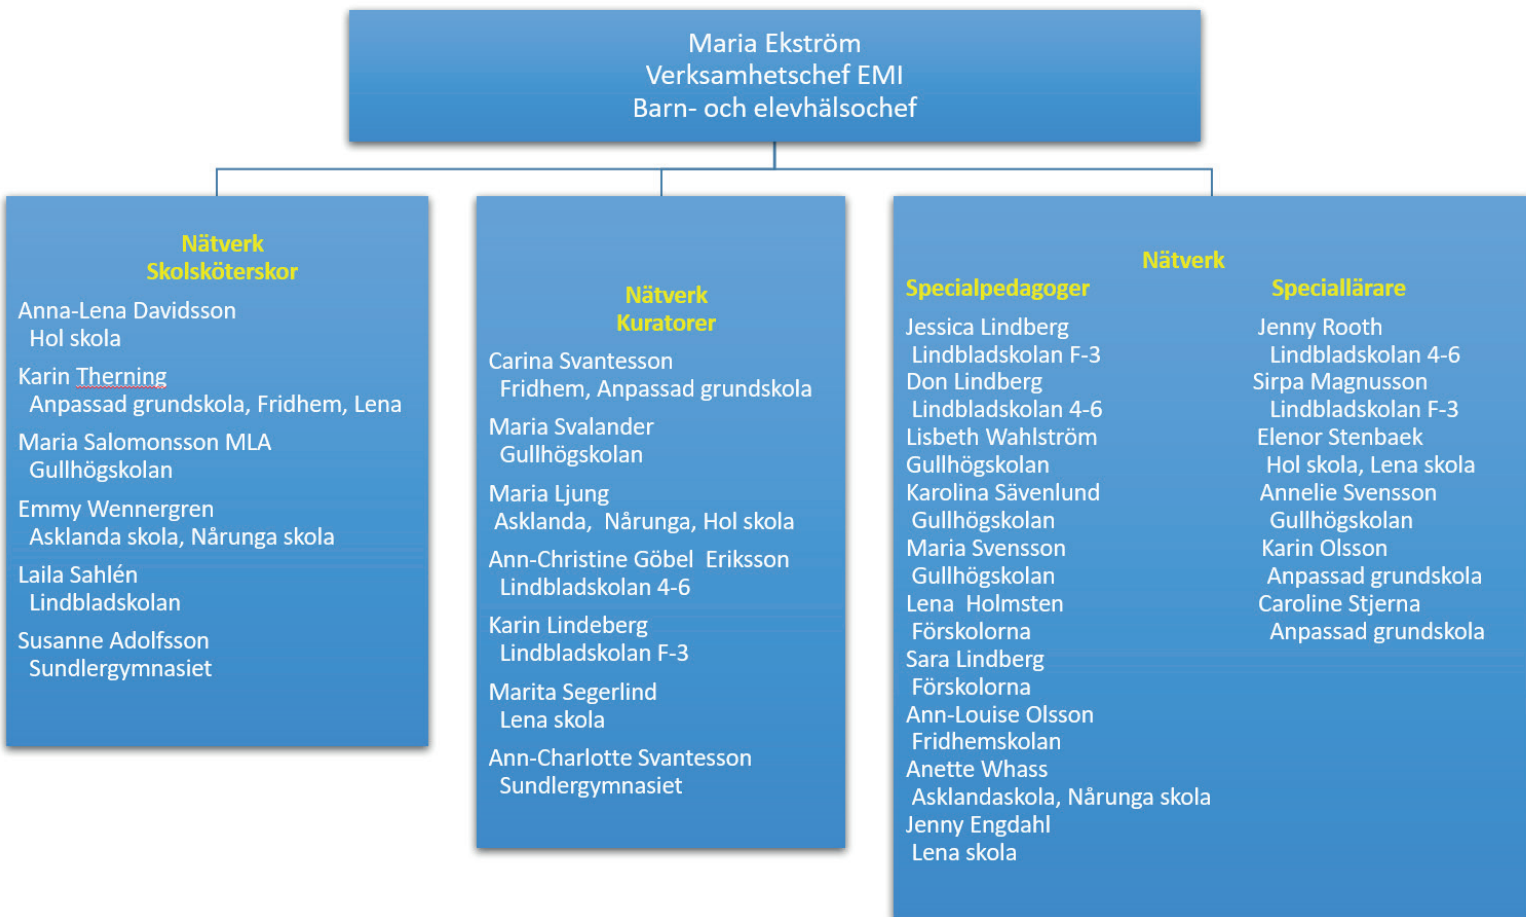 Maria Ekström
Verksamhetschef EMI
Barn- och elevhälsochef
Nätverk
Skolsköterskor
Anna-Lena Davidsson
Hol skola
Karin Therning
Anpassad grundskola, Fridhem, Lena
Maria Salomonsson MLA
Gullhögskolan
Emmy Wennergren
Asklanda skola, Nårunga skola
Laila Sahlén
Lindbladskolan
Susanne Adolfsson
Sundlergymnasiet
Nätverk
Kuratorer
Carina Svantesson
Fridhem, Anpassad grundskola
Maria Svalander
Gullhögskolan
Maria Ljung
Asklanda,  Nårunga, Hol skola
Ann-Christine Göbel  Eriksson
Lindbladskolan 4-6
Karin Lindeberg
Lindbladskolan F-3
Marita Segerlind
Lena skola
Ann-Charlotte Svantesson
Sundlergymnasiet
Nätverk
Specialpedagoger
Jessica Lindberg
Lindbladskolan F-3
Don Lindberg
Lindbladskolan 4-6
Lisbeth Wahlström
Gullhögskolan
Karolina Sävenlund
Gullhögskolan
Maria Svensson
Gullhögskolan
Lena  Holmsten
Förskolorna
Sara Lindberg
Förskolorna
Ann-Louise Olsson
Fridhemskolan
Anette Whass
Asklandaskola, Nårunga skola
Jenny Engdahl
Lena skola
Speciallärare
Jenny Rooth
Lindbladskolan 4-6
Sirpa Magnusson
Lindbladskolan F-3
Elenor Stenbaek
Hol skola, Lena skola
Annelie Svensson
Gullhögskolan
Karin Olsson
Anpassad grundskola
Caroline Stjerna
Anpassad grundskola